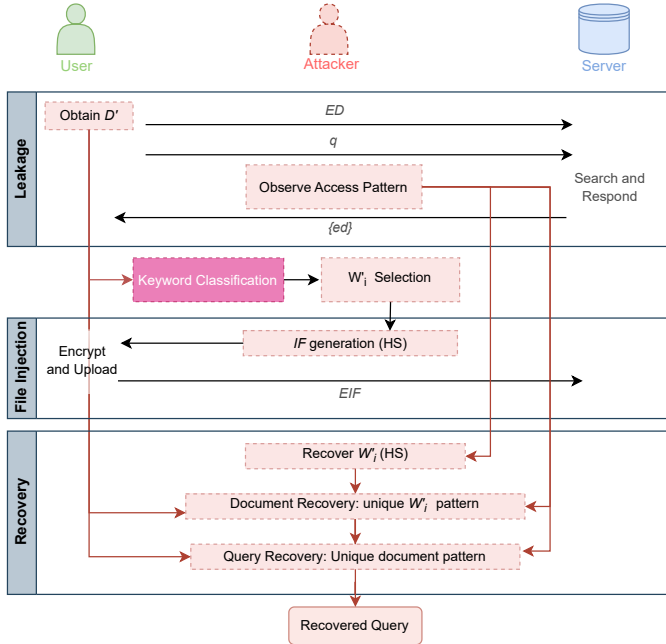 User
Attacker
Server
Leakage
Obtain D'
ED
q
Observe Access Pattern
Search and
Respond
{ed}
Keyword Classification
W'i Selection
File Injection
IF generation (HS)
Encrypt
and Upload
EIF
Recovery
Recover W'i (HS)
Document Recovery: unique W'i pattern
Query Recovery: Unique document pattern
Recovered Query